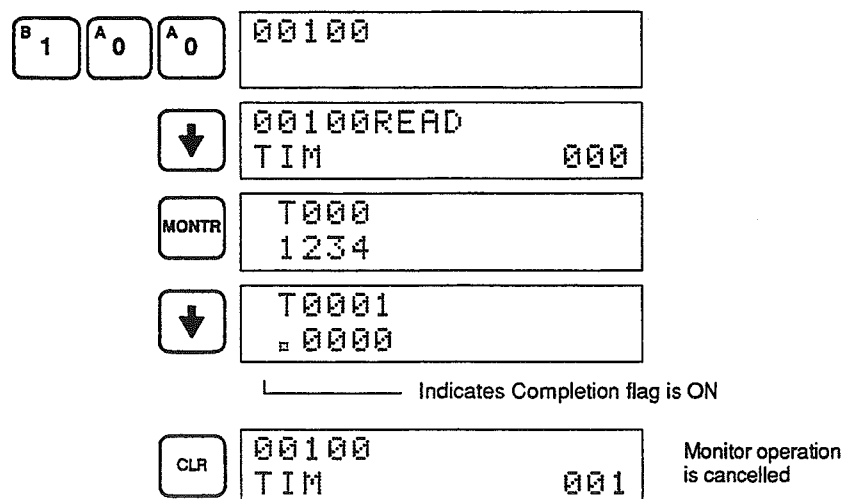 B 1 A 0 A 0 00100
00100READ
TIM 000
MONTR T000
1234
T0001
¤0000
Indicates Completion flag is ON
CLR 00100
TIM 001
Monitor operation
is cancelled